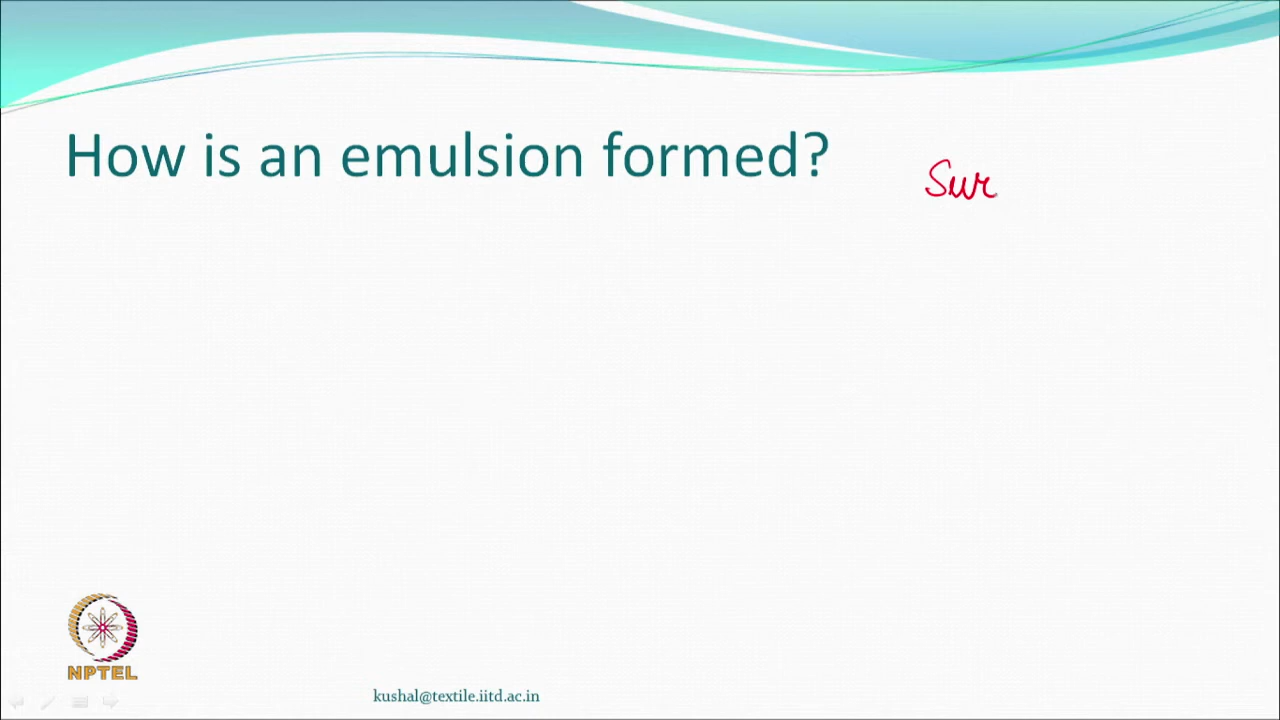 How is an emulsion formed?
Sur
NPTEL
kushal@textile.iitd.ac.in